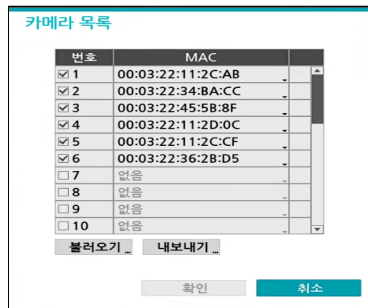 카메라 목록
번호 MAC
1 00:03:22:11:2C:AB
2 00:03:22:34:BA:CC
3 00:03:22:45:5B:8F
4 00:03:22:11:2D:0C
5 00:03:22:11:2C:CF
6 00:03:22:36:2B:D5
7 없음
8 없음
9 없음
10 없음
불러오기 내보내기
확인 취소